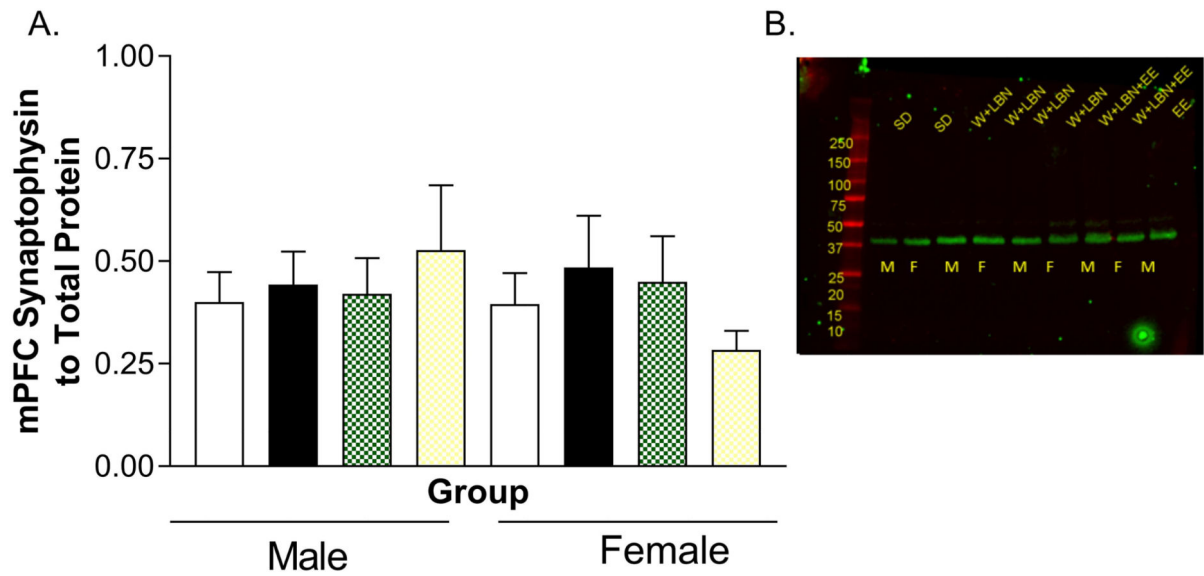 A.
mPFC Synaptophysin
to Total Protein
1.00
0.75
0.50
0.25
0.00
Group
Male
Female
B.
SD
SD
W+LBN
W+LBN
W+LBN
W+LBN
W+LBN+EE
W+LBN+EE
EE
250
150
100
75
50
37
25
20
15
10
M F M F M F M F M